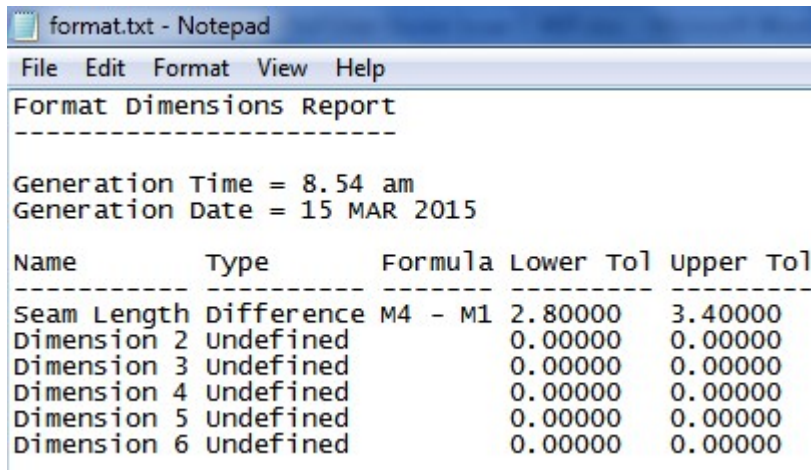 format.txt - Notepad
File Edit Format View Help
Format Dimensions Report
------------------------
Generation Time = 8.54 am
Generation Date = 15 MAR 2015
Name Type Formula Lower Tol Upper Tol
----------- ---------- ------- --------- ---------
Seam Length Difference M4 - M1 2.80000 3.40000
Dimension 2 Undefined 0.00000 0.00000
Dimension 3 Undefined 0.00000 0.00000
Dimension 4 Undefined 0.00000 0.00000
Dimension 5 Undefined 0.00000 0.00000
Dimension 6 Undefined 0.00000 0.00000